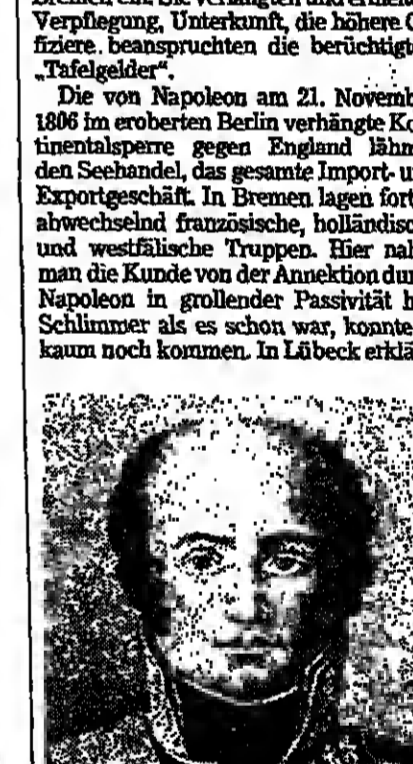 Verpflegung, Unterkunft, die höhere
fiziere beanspruchten die berüchtigt
„Tafelgelder“.
Die von Napoleon am 21. Novemb
1806 im eroberten Berlin verhängte Ko
tinentalsperre gegen England lähm
den Seehandel, das gesamte Import- u
Exportgeschäft. In Bremen lagen fort
abwechselnd französische, holländisc
und westfälische Truppen. Hier nah
man die Kunde von der Annektion dur
Napoleon in grollender Passivität h
Schlimmer als es schon war, konnte
kaum noch kommen. In Lübeck erklä